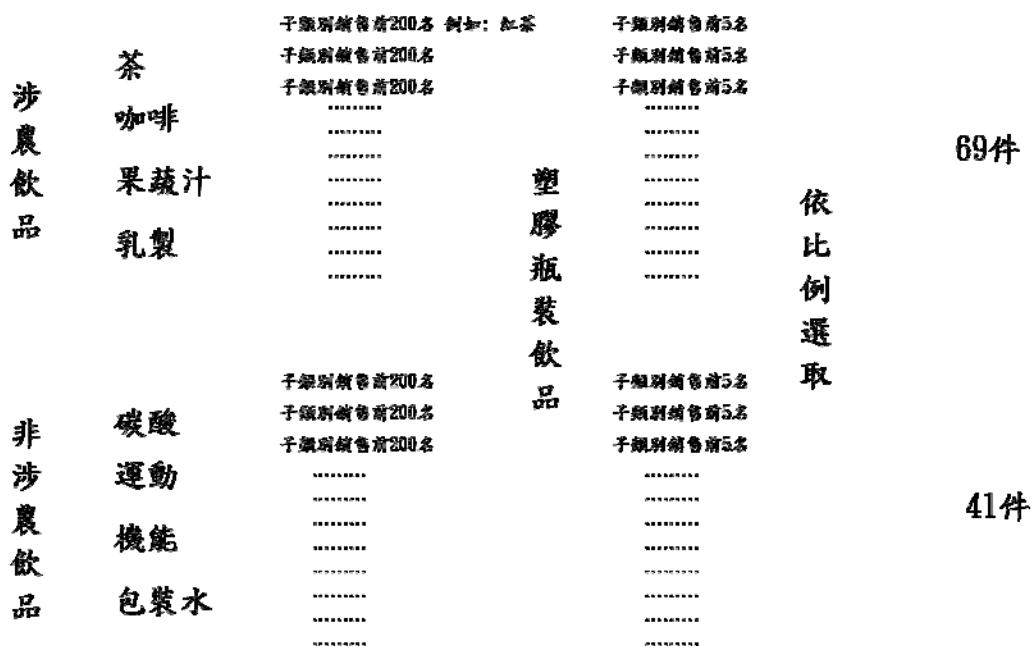 涉農飲品
茶
咖啡
果蔬汁
乳製
子類別銷售前200名 例如: 紅茶
子類別銷售前200名
子類別銷售前200名
.........
.........
.........
.........
.........
.........
.........
.........
塑膠瓶裝飲品
子類別銷售前5名
子類別銷售前5名
子類別銷售前5名
.........
.........
.........
.........
.........
.........
.........
.........
依比例選取
69件
非涉農飲品
碳酸
運動
機能
包裝水
子類別銷售前200名
子類別銷售前200名
子類別銷售前200名
.........
.........
.........
.........
.........
.........
.........
.........
子類別銷售前5名
子類別銷售前5名
子類別銷售前5名
.........
.........
.........
.........
.........
.........
.........
.........
41件